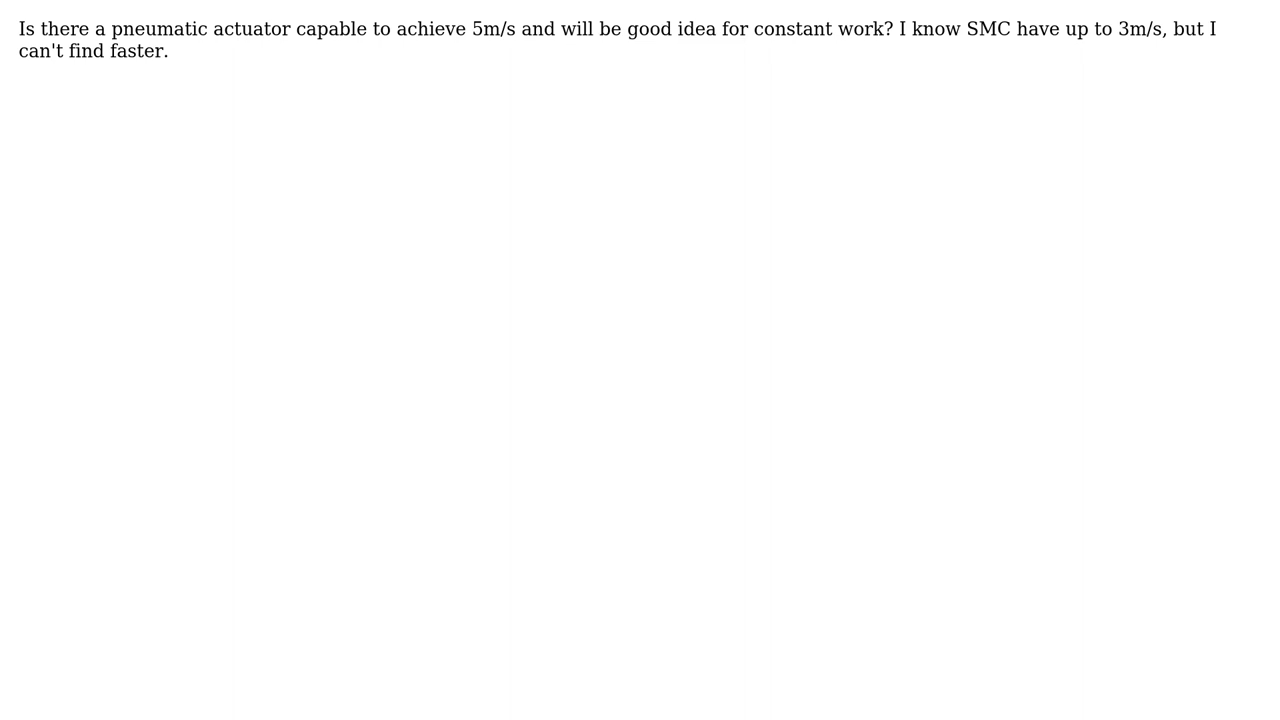 Is there a pneumatic actuator capable to achieve 5m/s and will be good idea for constant work? I know SMC have up to 3m/s, but I
can't find faster.